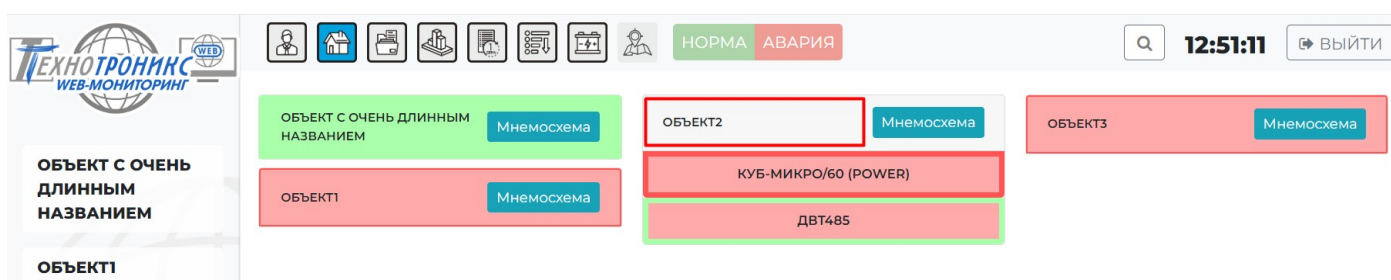 ТЕХНОТРОНИКС
WEB
WEB-МОНИТОРИНГ
НОРМА АВАРИЯ
12:51:11
ВЫЙТИ
ОБЪЕКТ С ОЧЕНЬ
ДЛИННЫМ
НАЗВАНИЕМ
ОБЪЕКТ1
ОБЪЕКТ С ОЧЕНЬ ДЛИННЫМ
НАЗВАНИЕМ
Мнемосхема
ОБЪЕКТ1
Мнемосхема
ОБЪЕКТ2
Мнемосхема
КУБ-МИКРО/60 (POWER)
ДВТ485
ОБЪЕКТ3
Мнемосхема